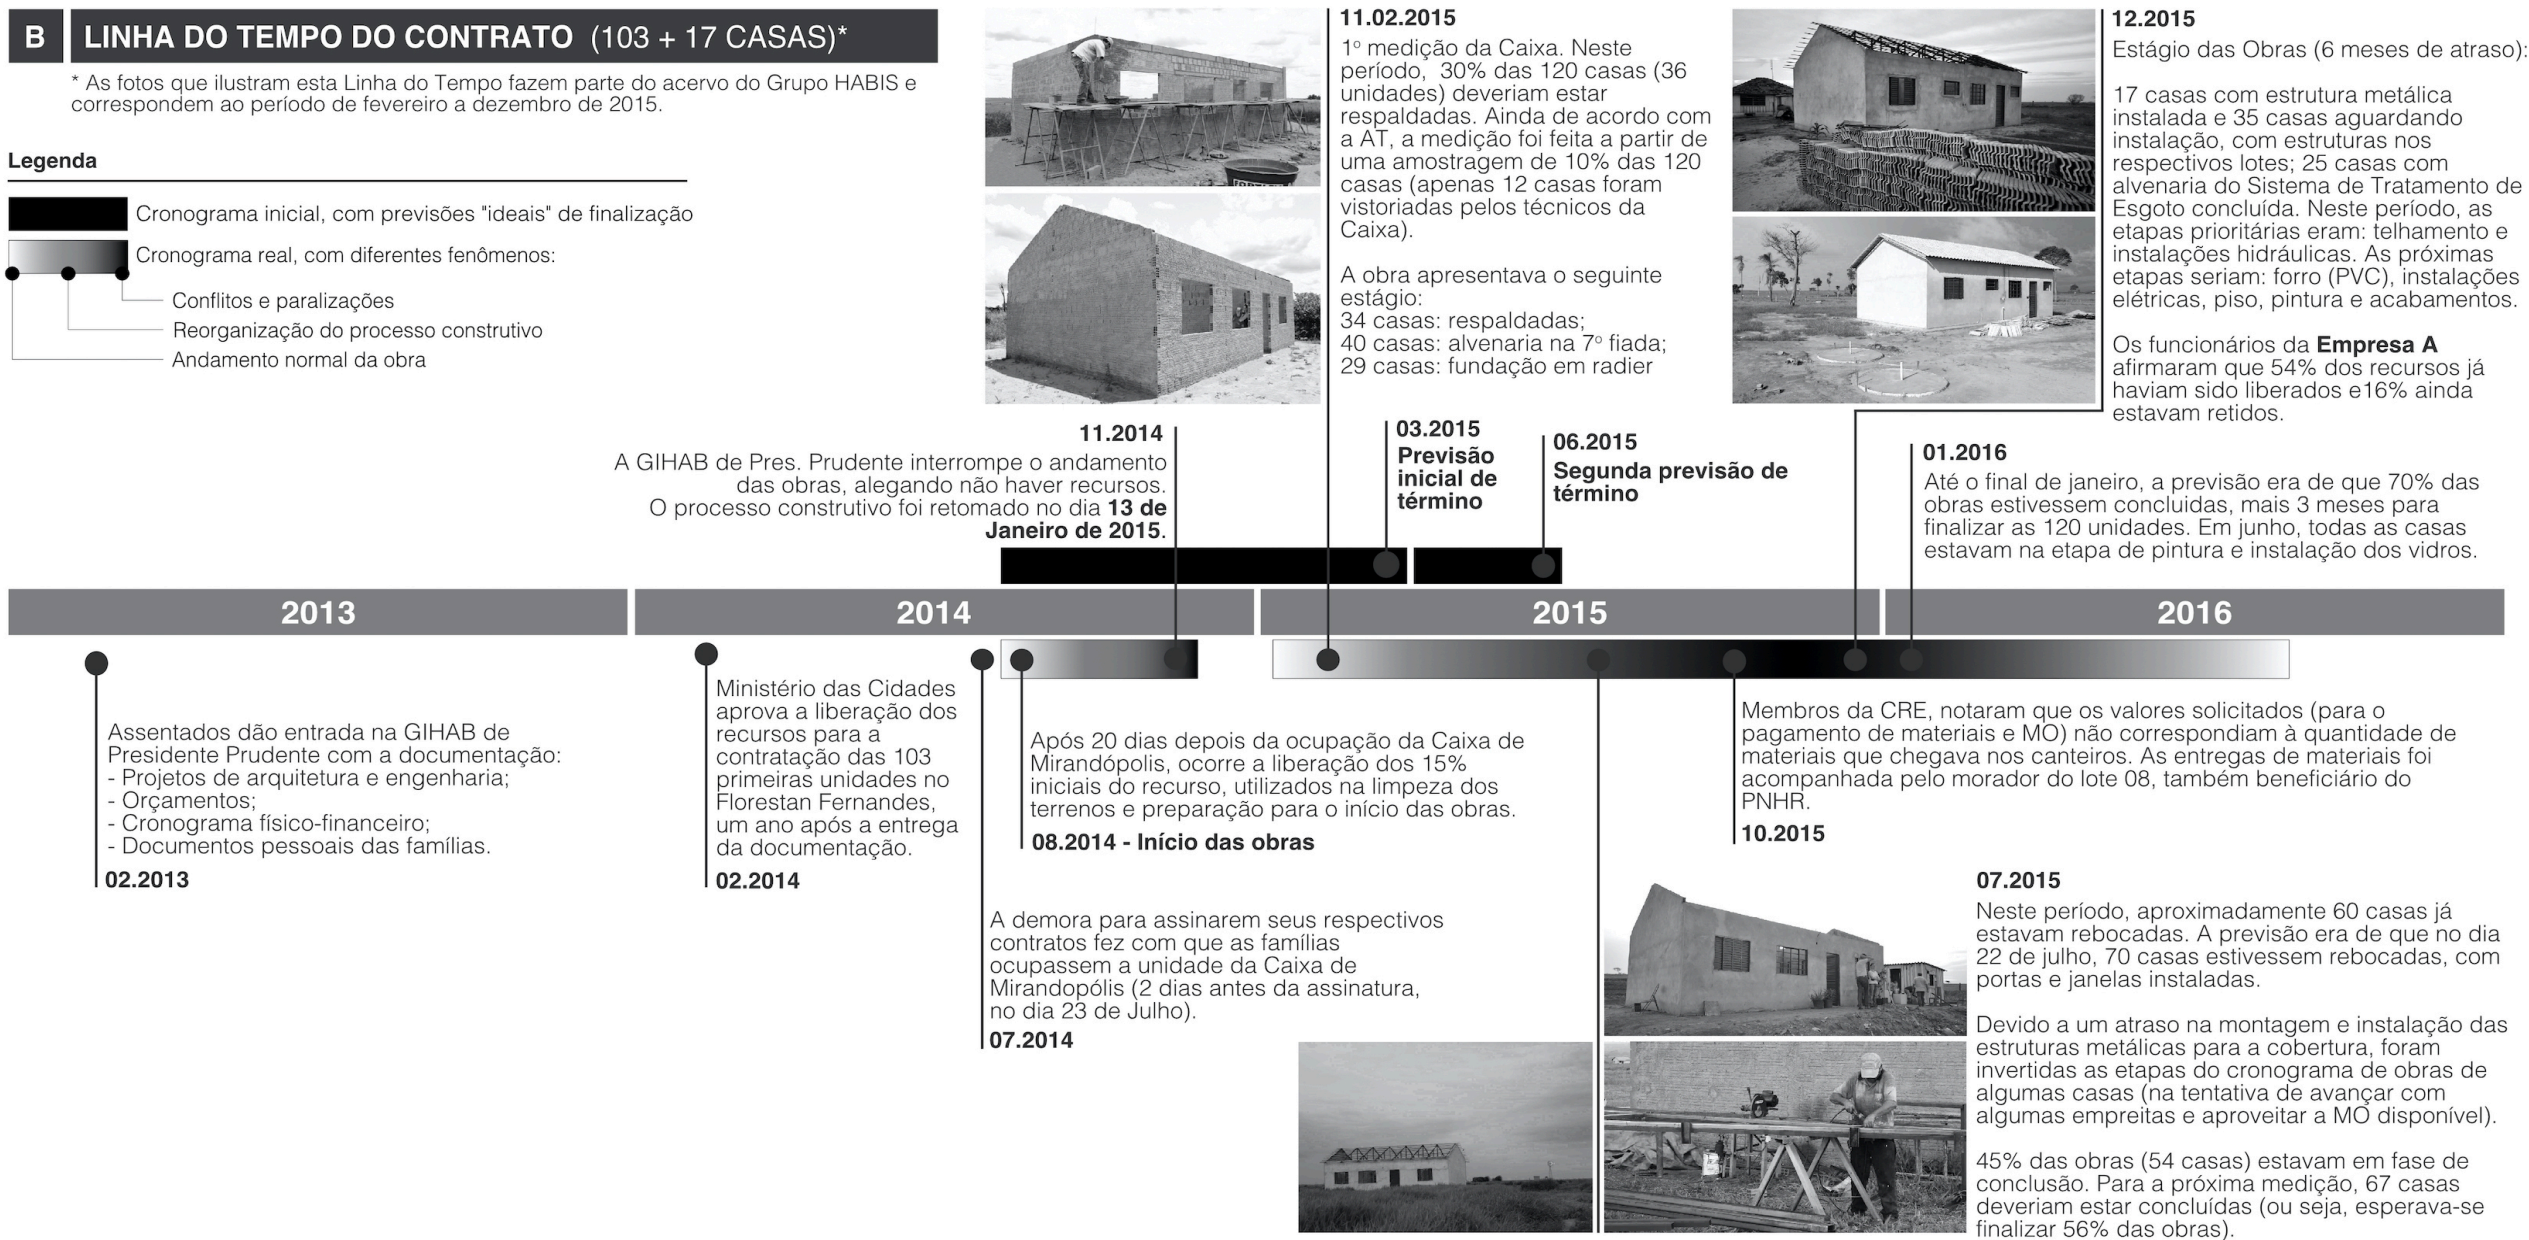 B LINHA DO TEMPO DO CONTRATO (103 + 17 CASAS)*
* As fotos que ilustram esta Linha do Tempo fazem parte do acervo do Grupo HABIS e
correspondem ao período de fevereiro a dezembro de 2015.
Legenda
Cronograma inicial, com previsões "ideais" de finalização
Cronograma real, com diferentes fenômenos:
Conflitos e paralizações
Reorganização do processo construtivo
Andamento normal da obra
11.02.2015
1º medição da Caixa. Neste
período, 30% das 120 casas (36
unidades) deveriam estar
respaldadas. Ainda de acordo com
a AT, a medição foi feita a partir de
uma amostragem de 10% das 120
casas (apenas 12 casas foram
vistoriadas pelos técnicos da
Caixa).
A obra apresentava o seguinte
estágio:
34 casas: respaldadas;
40 casas: alvenaria na 7º fiada;
29 casas: fundação em radier
12.2015
Estágio das Obras (6 meses de atraso):
17 casas com estrutura metálica
instalada e 35 casas aguardando
instalação, com estruturas nos
respectivos lotes; 25 casas com
alvenaria do Sistema de Tratamento de
Esgoto concluída. Neste período, as
etapas prioritárias eram: telhamento e
instalações hidráulicas. As próximas
etapas seriam: forro (PVC), instalações
elétricas, piso, pintura e acabamentos.
Os funcionários da Empresa A
afirmaram que 54% dos recursos já
haviam sido liberados e16% ainda
estavam retidos.
11.2014
A GIHAB de Pres. Prudente interrompe o andamento
das obras, alegando não haver recursos.
O processo construtivo foi retomado no dia 13 de
Janeiro de 2015.
03.2015
Previsão
inicial de
término
06.2015
Segunda previsão de
término
01.2016
Até o final de janeiro, a previsão era de que 70% das
obras estivessem concluidas, mais 3 meses para
finalizar as 120 unidades. Em junho, todas as casas
estavam na etapa de pintura e instalação dos vidros.
2013
2014
2015
2016
Assentados dão entrada na GIHAB de
Presidente Prudente com a documentação:
- Projetos de arquitetura e engenharia;
- Orçamentos;
- Cronograma físico-financeiro;
- Documentos pessoais das famílias.
02.2013
Ministério das Cidades
aprova a liberação dos
recursos para a
contratação das 103
primeiras unidades no
Florestan Fernandes,
um ano após a entrega
da documentação.
02.2014
Após 20 dias depois da ocupação da Caixa de
Mirandópolis, ocorre a liberação dos 15%
iniciais do recurso, utilizados na limpeza dos
terrenos e preparação para o início das obras.
08.2014 - Início das obras
A demora para assinarem seus respectivos
contratos fez com que as famílias
ocupassem a unidade da Caixa de
Mirandopólis (2 dias antes da assinatura,
no dia 23 de Julho).
07.2014
Membros da CRE, notaram que os valores solicitados (para o
pagamento de materiais e MO) não correspondiam à quantidade de
materiais que chegava nos canteiros. As entregas de materiais foi
acompanhada pelo morador do lote 08, também beneficiário do
PNHR.
10.2015
07.2015
Neste período, aproximadamente 60 casas já
estavam rebocadas. A previsão era de que no dia
22 de julho, 70 casas estivessem rebocadas, com
portas e janelas instaladas.
Devido a um atraso na montagem e instalação das
estruturas metálicas para a cobertura, foram
invertidas as etapas do cronograma de obras de
algumas casas (na tentativa de avançar com
algumas empreitas e aproveitar a MO disponível).
45% das obras (54 casas) estavam em fase de
conclusão. Para a próxima medição, 67 casas
deveriam estar concluídas (ou seja, esperava-se
finalizar 56% das obras).